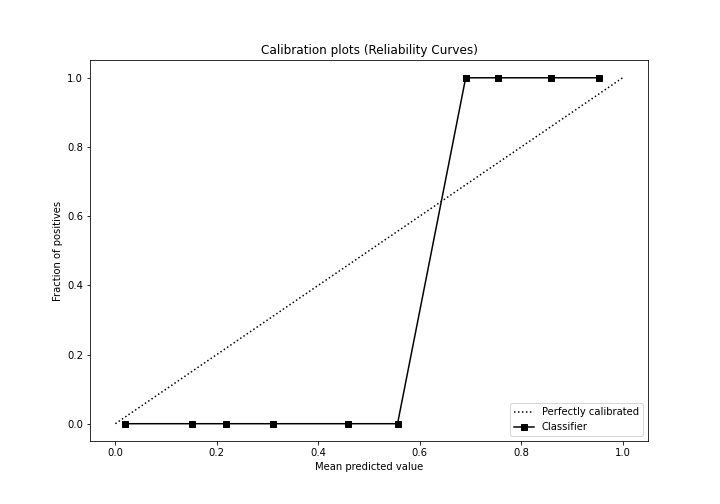 Calibration plots (Reliability Curves)
1.0
0.8
0.6
0.4
0.2
0.0
Fraction of positives
0.0 0.2 0.4 0.6 0.8 1.0
Mean predicted value
Perfectly calibrated
Classifier